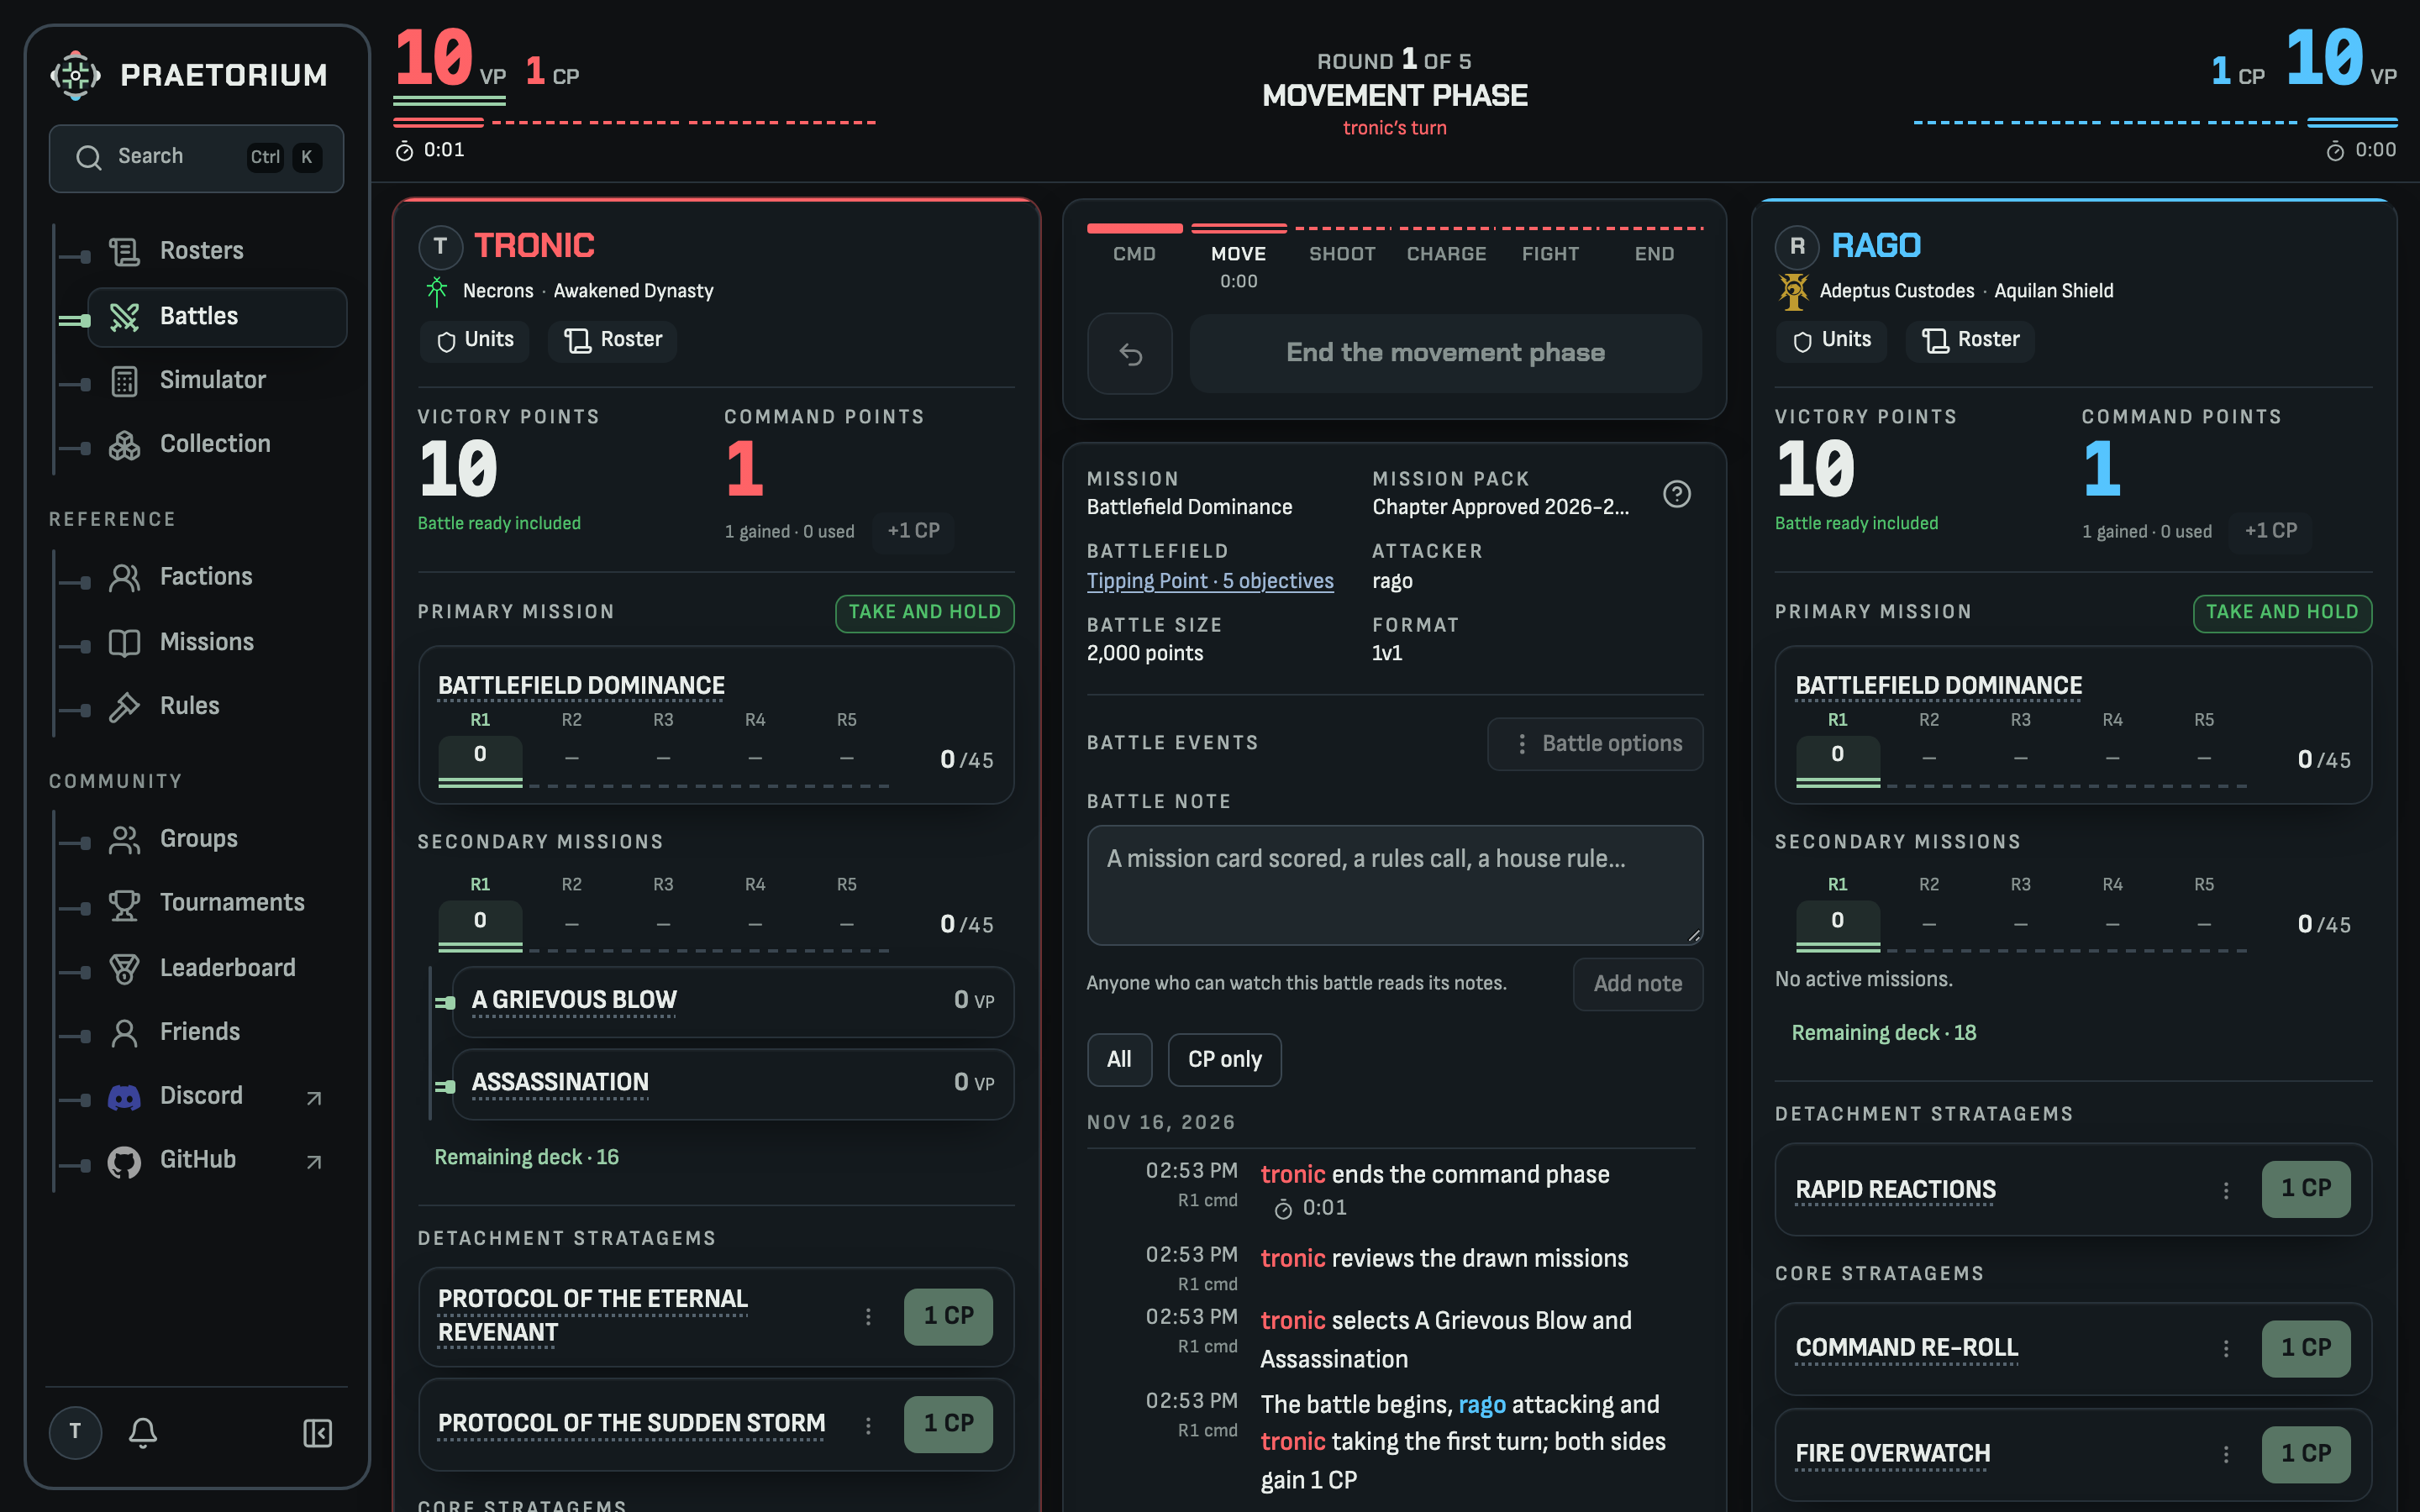 PRAETORIUM
Search Ctrl K
Rosters
Battles
Simulator
Collection
REFERENCE
Factions
Missions
Rules
COMMUNITY
Groups
Tournaments
Leaderboard
Friends
Discord
GitHub
T
10 VP 1 CP
0:01
ROUND 1 OF 5
MOVEMENT PHASE
tronic's turn
1 CP 10 VP
0:00
T TRONIC
Necrons · Awakened Dynasty
Units Roster
VICTORY POINTS COMMAND POINTS
10 1
Battle ready included 1 gained · 0 used +1 CP
PRIMARY MISSION TAKE AND HOLD
BATTLEFIELD DOMINANCE
R1 R2 R3 R4 R5
0 – – – – 0/45
SECONDARY MISSIONS
R1 R2 R3 R4 R5
0 – – – – 0/45
A GRIEVOUS BLOW 0 VP
ASSASSINATION 0 VP
Remaining deck · 16
DETACHMENT STRATAGEMS
PROTOCOL OF THE ETERNAL
REVENANT 1 CP
PROTOCOL OF THE SUDDEN STORM 1 CP
CORE STRATAGEMS
CMD MOVE SHOOT CHARGE FIGHT END
0:00
End the movement phase
MISSION MISSION PACK
Battlefield Dominance Chapter Approved 2026-2...
BATTLEFIELD ATTACKER
Tipping Point · 5 objectives rago
BATTLE SIZE FORMAT
2,000 points 1v1
BATTLE EVENTS Battle options
BATTLE NOTE
A mission card scored, a rules call, a house rule...
Anyone who can watch this battle reads its notes. Add note
All CP only
NOV 16, 2026
02:53 PM tronic ends the command phase
R1 cmd 0:01
02:53 PM tronic reviews the drawn missions
R1 cmd
02:53 PM tronic selects A Grievous Blow and
R1 cmd Assassination
02:53 PM The battle begins, rago attacking and
R1 cmd tronic taking the first turn; both sides
gain 1 CP
R RAGO
Adeptus Custodes · Aquilan Shield
Units Roster
VICTORY POINTS COMMAND POINTS
10 1
Battle ready included 1 gained · 0 used +1 CP
PRIMARY MISSION TAKE AND HOLD
BATTLEFIELD DOMINANCE
R1 R2 R3 R4 R5
0 – – – – 0/45
SECONDARY MISSIONS
R1 R2 R3 R4 R5
0 – – – – 0/45
No active missions.
Remaining deck · 18
DETACHMENT STRATAGEMS
RAPID REACTIONS 1 CP
CORE STRATAGEMS
COMMAND RE-ROLL 1 CP
FIRE OVERWATCH 1 CP